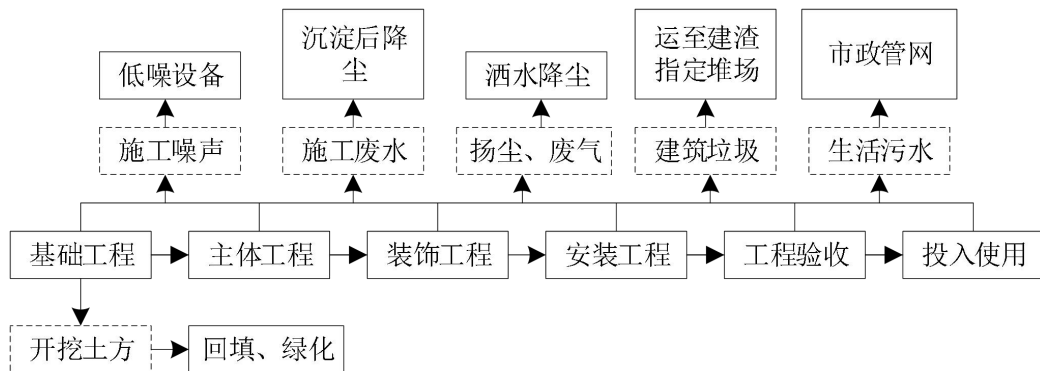 低噪设备
沉淀后降
尘
洒水降尘
运至建渣
指定堆场
市政管网
施工噪声
施工废水
扬尘、废气
建筑垃圾
生活污水
基础工程
主体工程
装饰工程
安装工程
工程验收
投入使用
开挖土方
回填、绿化